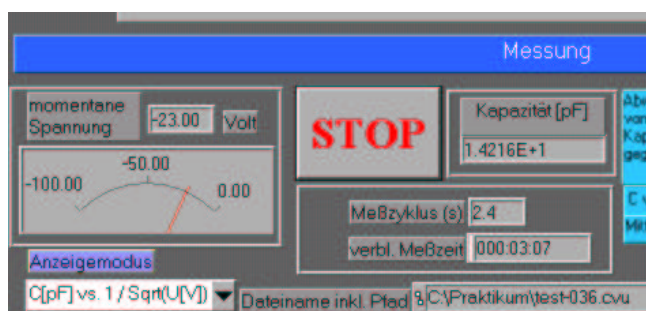 Messung
momentane
Spannung
-23.00
Volt
-50.00
-100.00
0.00
STOP
Kapazität [pF]
1.4216E+1
Meßzyklus (s)
2.4
verbl. Meßzeit
000:03:07
Anzeigemodus
C[pF] vs. 1 / Sqrt(U[V])
Dateiname inkl. Pfad
C:\Praktikum\test-036.cvu